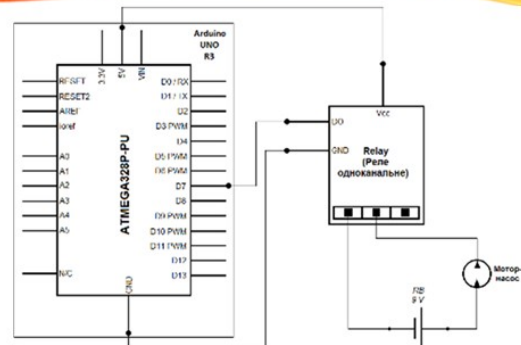 Arduino
UNO
R3
3.3V
5V
VIN
RESET
RESET2
AREF
ioref
A0
A1
A2
A3
A4
A5
N/C
ATMEGA328P-PU
D0 / RX
D1 / TX
D2
D3 PWM
D4
D5 PWM
D6 PWM
D7
D8
D9 PWM
D10 PWM
D11 PWM
D12
D13
GND
Vcc
DO
GND
Relay
(Реле
одноканальне)
Мотор-
насос
9 V